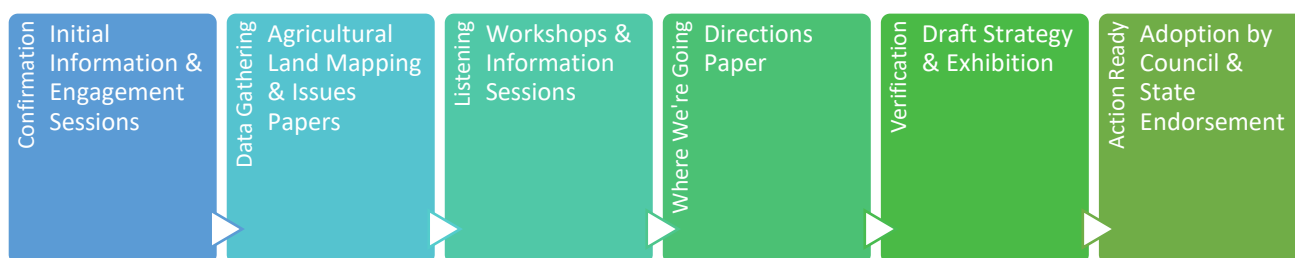 Confirmation
Initial
Information &
Engagement
Sessions
Data Gathering
Agricultural
Land Mapping
& Issues
Papers
Listening
Workshops &
Information
Sessions
Where We're Going
Directions
Paper
Verification
Draft Strategy
& Exhibition
Action Ready
Adoption by
Council &
State
Endorsement